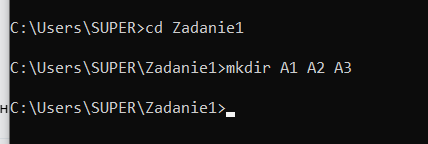 C:\Users\SUPER>cd Zadanie1
C:\Users\SUPER\Zadanie1>mkdir A1 A2 A3
C:\Users\SUPER\Zadanie1>